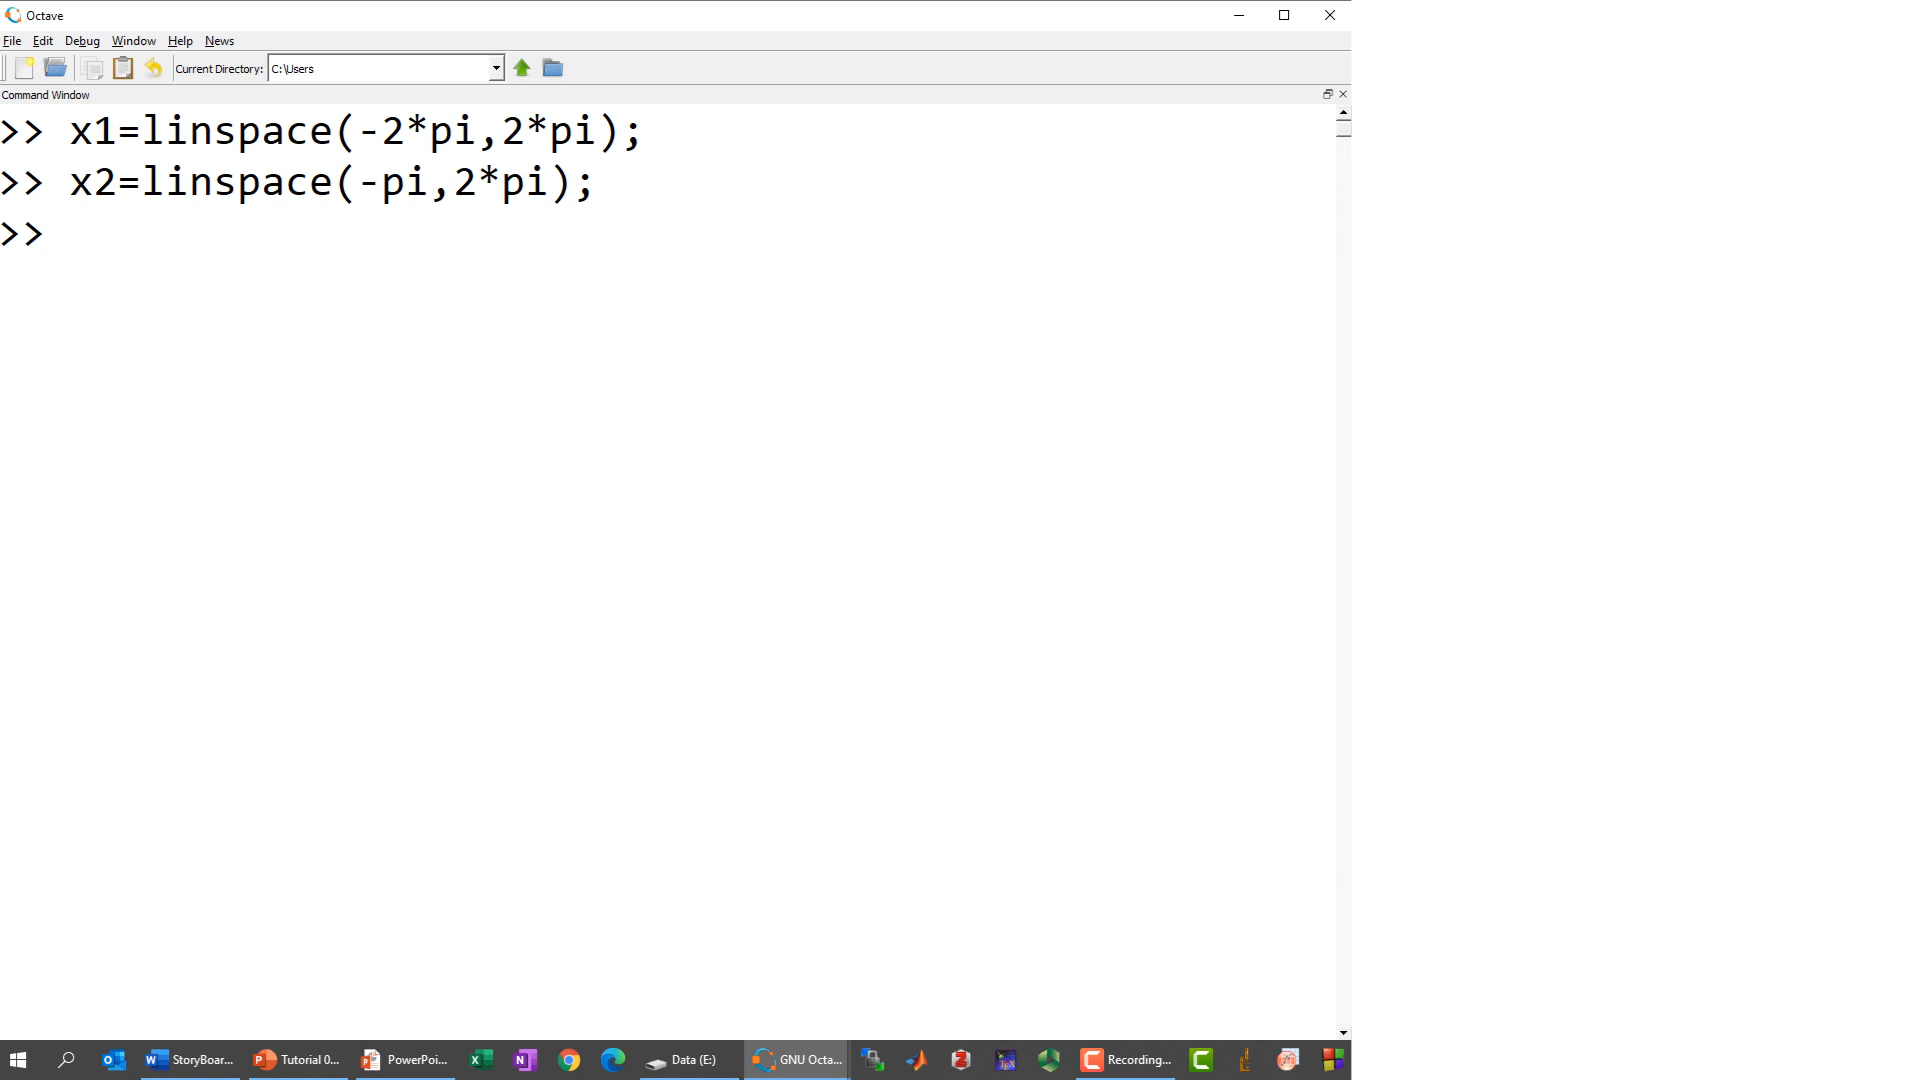 Octave
File Edit Debug Window Help News
Current Directory: C:\Users
Command Window
>> x1=linspace(-2*pi,2*pi);
>> x2=linspace(-pi,2*pi);
>>
StoryBoar... Tutorial 0... PowerPoi... Data (E:) GNU Octa... Recording...